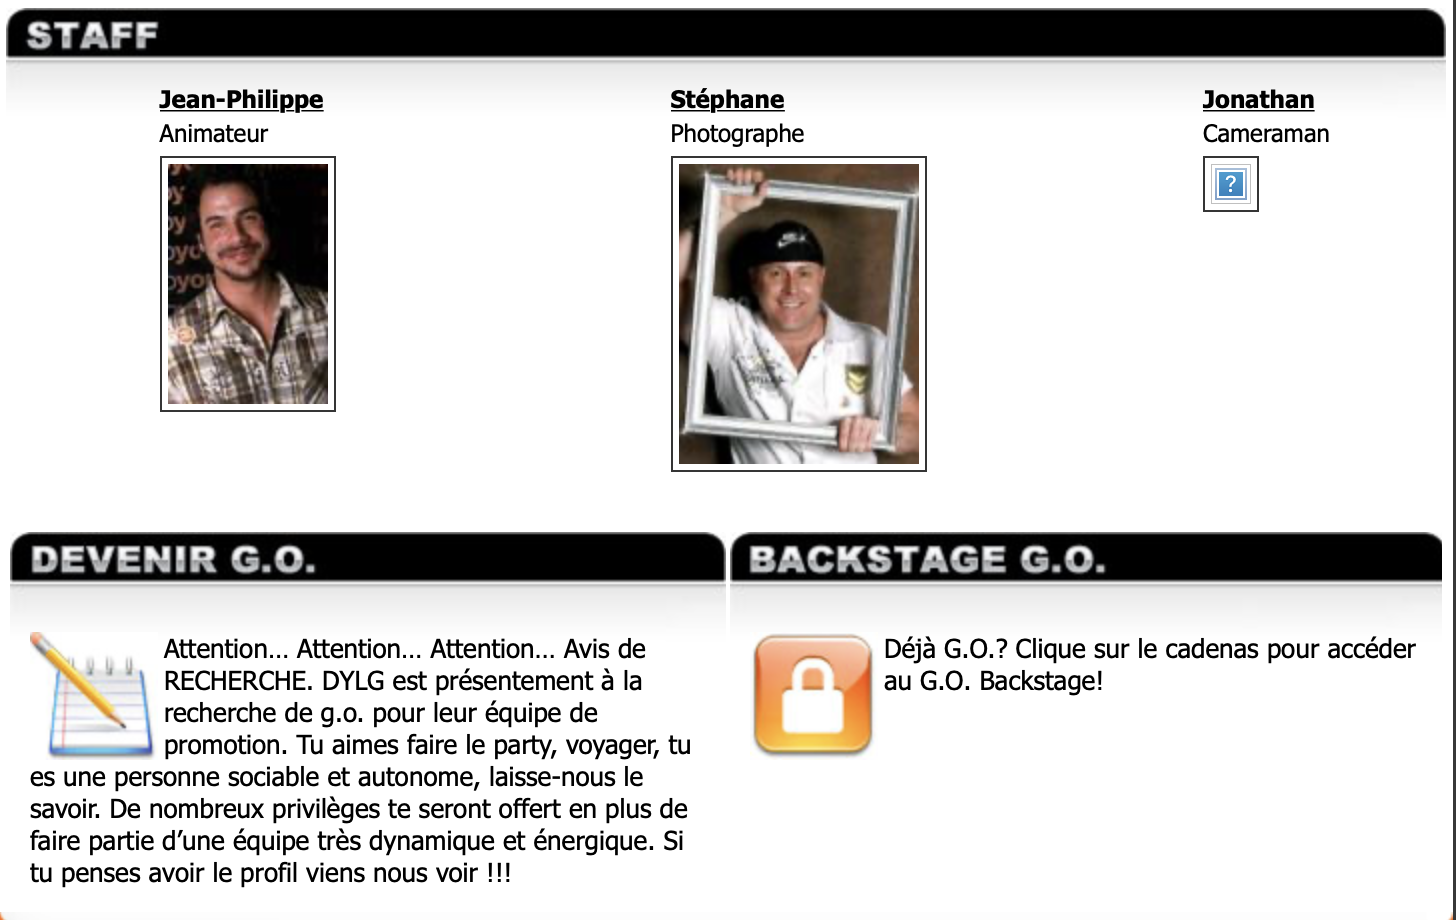 STAFF
Jean-Philippe
Animateur
Stéphane
Photographe
Jonathan
Cameraman
?
DEVENIR G.O.
Attention... Attention... Attention... Avis de
RECHERCHE. DYLG est présentement à la
recherche de g.o. pour leur équipe de
promotion. Tu aimes faire le party, voyager, tu
es une personne sociable et autonome, laisse-nous le
savoir. De nombreux privilèges te seront offert en plus de
faire partie d’une équipe très dynamique et énergique. Si
tu penses avoir le profil viens nous voir !!!
BACKSTAGE G.O.
Déjà G.O.? Clique sur le cadenas pour accéder
au G.O. Backstage!